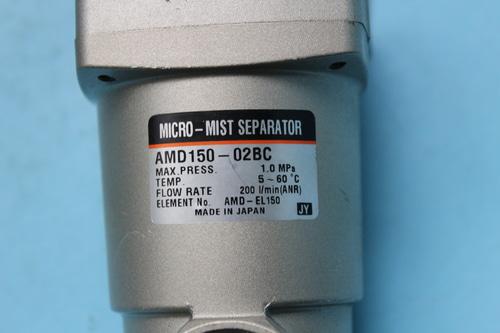 MICRO-MIST SEPARATOR
AMD150-02BC
MAX.PRESS. 1.0 MPa
TEMP. 5~60 °C
FLOW RATE 200 l/min(ANR)
ELEMENT No. AMD-EL150
MADE IN JAPAN JY